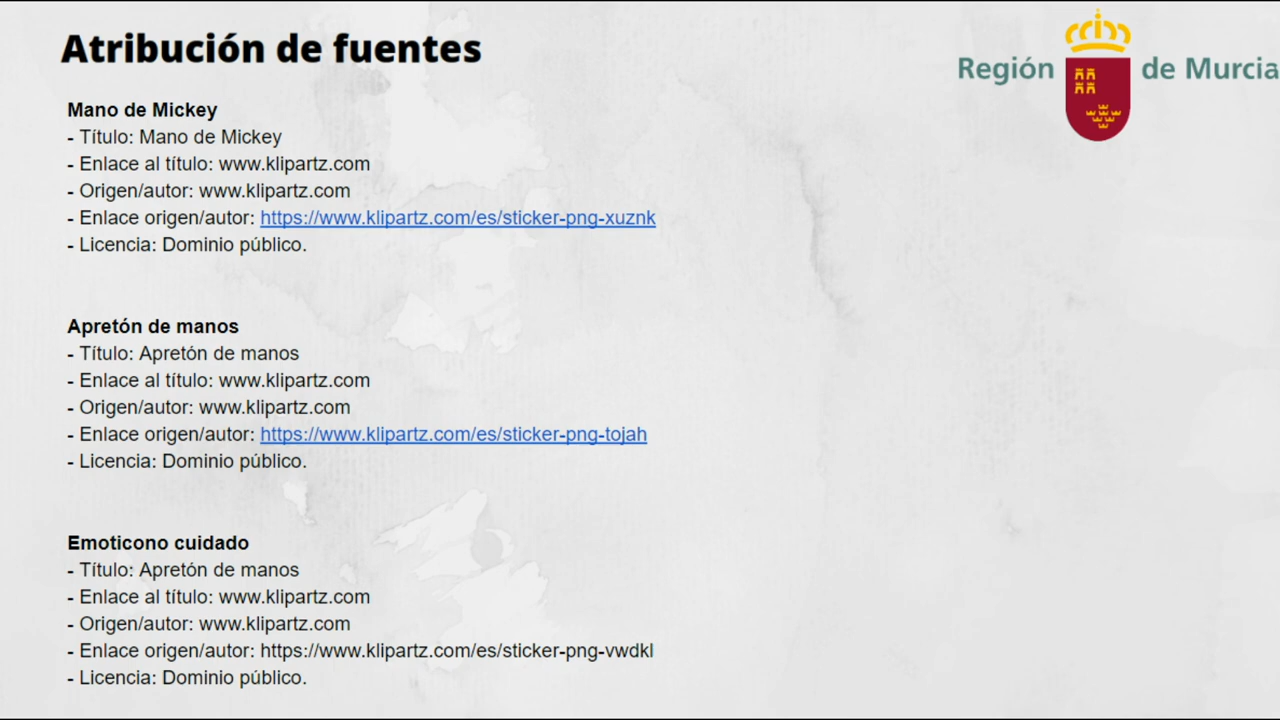 Atribución de fuentes
Región de Murcia
Mano de Mickey
- Título: Mano de Mickey
- Enlace al título: www.klipartz.com
- Origen/autor: www.klipartz.com
- Enlace origen/autor: https://www.klipartz.com/es/sticker-png-xuznk
- Licencia: Dominio público.
Apretón de manos
- Título: Apretón de manos
- Enlace al título: www.klipartz.com
- Origen/autor: www.klipartz.com
- Enlace origen/autor: https://www.klipartz.com/es/sticker-png-tojah
- Licencia: Dominio público.
Emoticono cuidado
- Título: Apretón de manos
- Enlace al título: www.klipartz.com
- Origen/autor: www.klipartz.com
- Enlace origen/autor: https://www.klipartz.com/es/sticker-png-vwdkl
- Licencia: Dominio público.